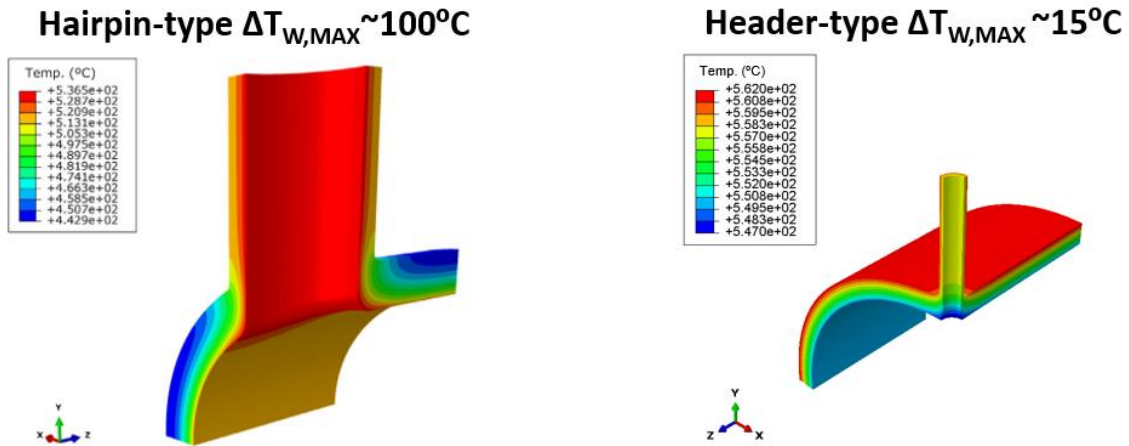 Hairpin-type ΔT_W,MAX ~100⁰C
Header-type ΔT_W,MAX ~15⁰C
Temp. (ºC)
+5.365e+02
+5.287e+02
+5.209e+02
+5.131e+02
+5.053e+02
+4.975e+02
+4.897e+02
+4.819e+02
+4.741e+02
+4.663e+02
+4.585e+02
+4.507e+02
+4.429e+02
Y
X
Z
Temp. (ºC)
+5.620e+02
+5.608e+02
+5.595e+02
+5.583e+02
+5.570e+02
+5.558e+02
+5.545e+02
+5.533e+02
+5.520e+02
+5.508e+02
+5.495e+02
+5.483e+02
+5.470e+02
Y
Z
X